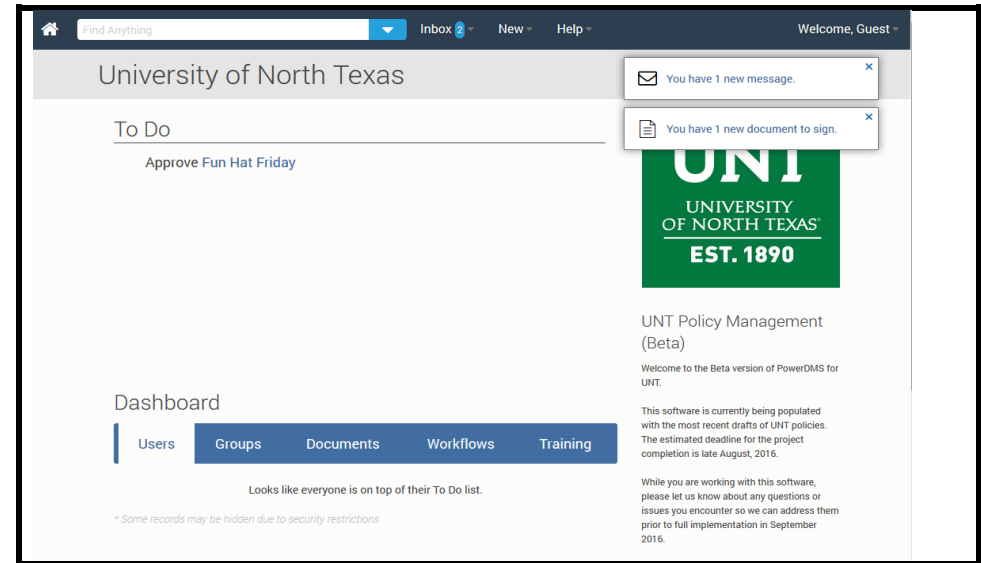 Find Anything
Inbox 2
New
Help
Welcome, Guest
University of North Texas
You have 1 new message.
You have 1 new document to sign.
To Do
Approve Fun Hat Friday
UNT
UNIVERSITY
OF NORTH TEXAS
EST. 1890
UNT Policy Management
(Beta)
Welcome to the Beta version of PowerDMS for
UNT.
This software is currently being populated
with the most recent drafts of UNT policies.
The estimated deadline for the project
completion is late August, 2016.
While you are working with this software,
please let us know about any questions or
issues you encounter so we can address them
prior to full implementation in September
2016.
Dashboard
Users
Groups
Documents
Workflows
Training
Looks like everyone is on top of their To Do list.
* Some records may be hidden due to security restrictions